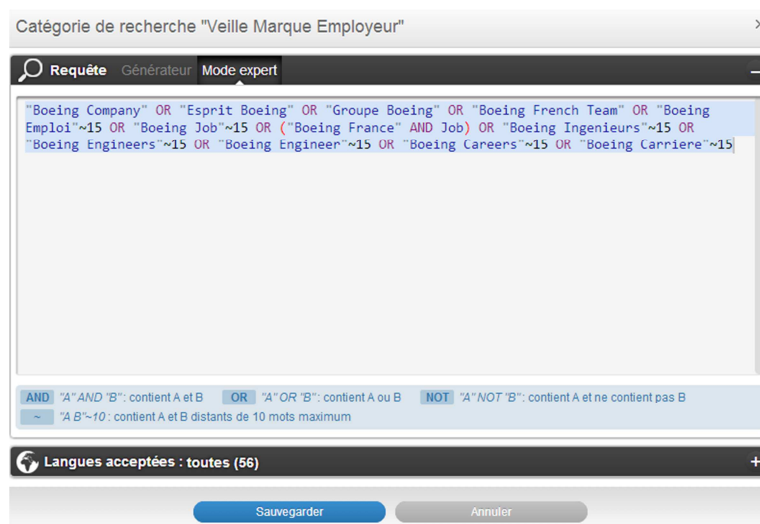 Catégorie de recherche "Veille Marque Employeur"
Requête Générateur Mode expert
"Boeing Company" OR "Esprit Boeing" OR "Groupe Boeing" OR "Boeing French Team" OR "Boeing
Emploi"~15 OR "Boeing Job"~15 OR ("Boeing France" AND Job) OR "Boeing Ingenieurs"~15 OR
"Boeing Engineers"~15 OR "Boeing Engineer"~15 OR "Boeing Careers"~15 OR "Boeing Carriere"~15
AND "A" AND "B" : contient A et B OR "A" OR "B" : contient A ou B NOT "A" NOT "B" : contient A et ne contient pas B
~ "A B"~10 : contient A et B distants de 10 mots maximum
Langues acceptées : toutes (56)
Sauvegarder Annuler